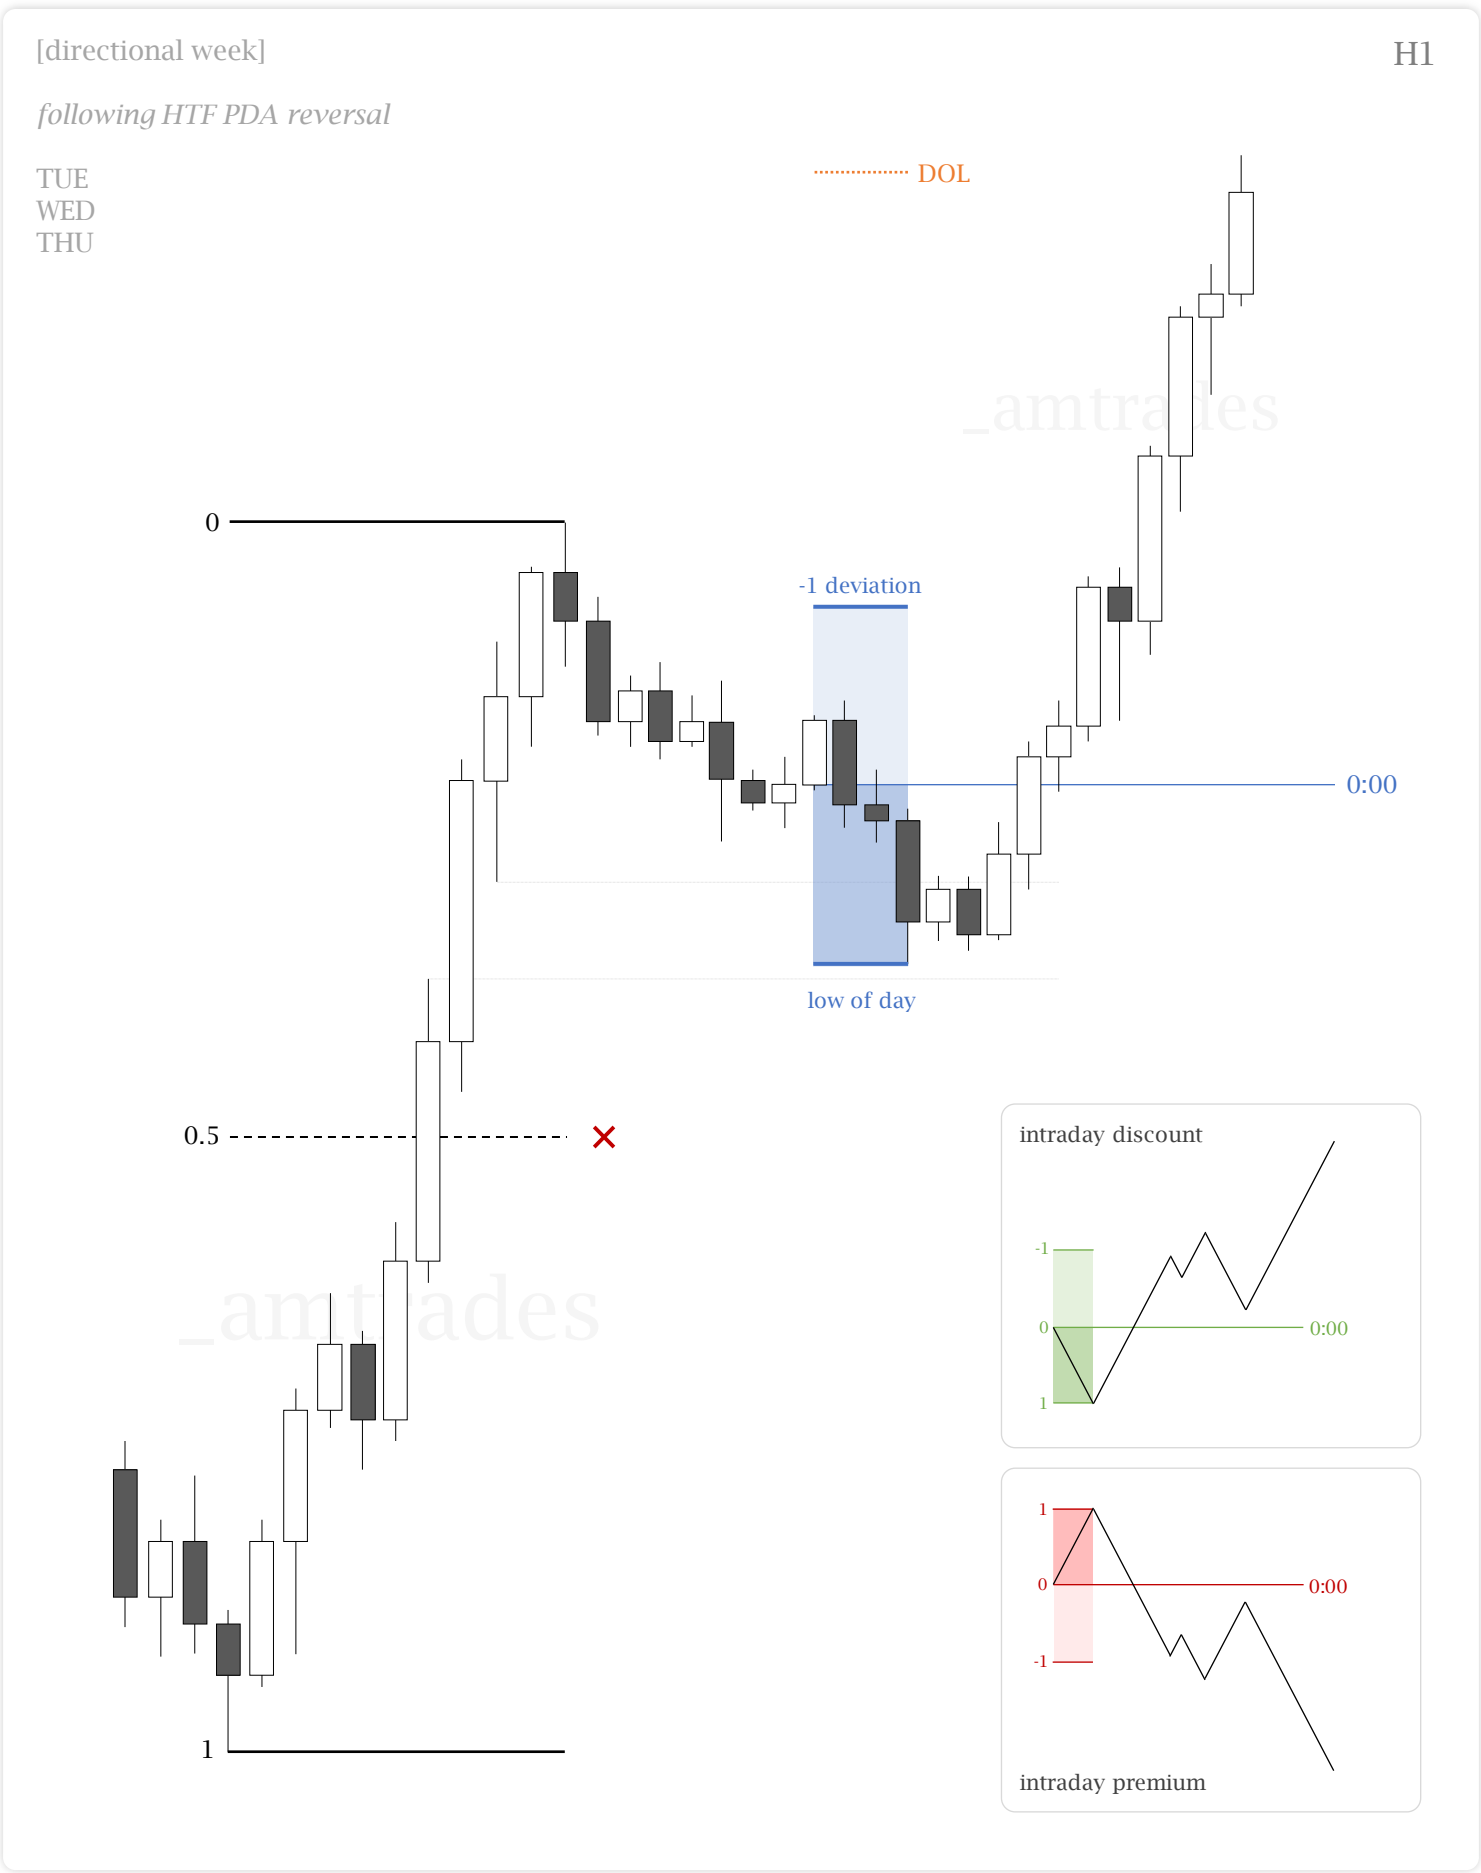 [directional week]
H1
following HTF PDA reversal
TUE
WED
THU
DOL
_amtrades
0
-1 deviation
0:00
low of day
0.5
_amtrades
1
intraday discount
-1
0
0:00
1
1
0
0:00
-1
intraday premium